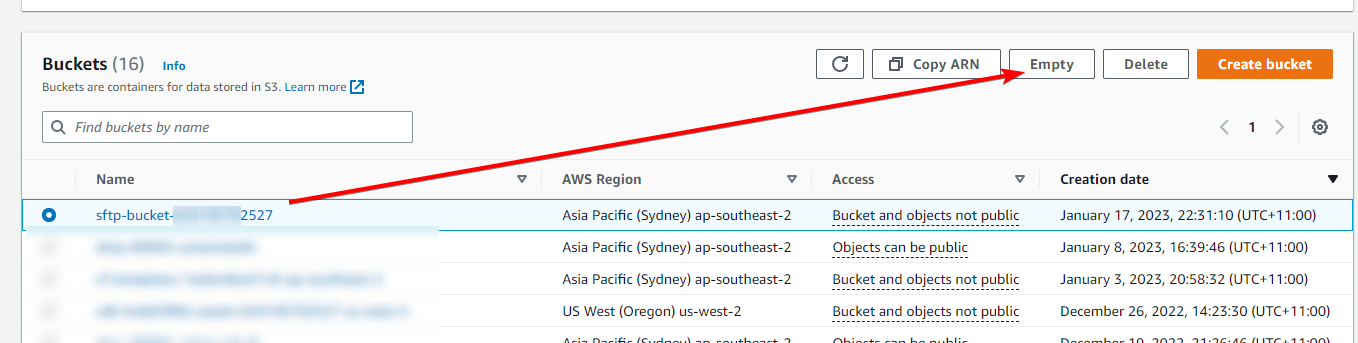 Buckets (16) Info
Copy ARN Empty Delete Create bucket
Buckets are containers for data stored in S3. Learn more
Find buckets by name
1
Name AWS Region Access Creation date
sftp-bucket- 2527 Asia Pacific (Sydney) ap-southeast-2 Bucket and objects not public January 17, 2023, 22:31:10 (UTC+11:00)
Asia Pacific (Sydney) ap-southeast-2 Objects can be public January 8, 2023, 16:39:46 (UTC+11:00)
Asia Pacific (Sydney) ap-southeast-2 Bucket and objects not public January 3, 2023, 20:58:32 (UTC+11:00)
US West (Oregon) us-west-2 Bucket and objects not public December 26, 2022, 14:23:30 (UTC+11:00)
Asia Pacific (Sydney) ap-southeast-2 Objects can be public December 19, 2022, 21:26:46 (UTC+11:00)